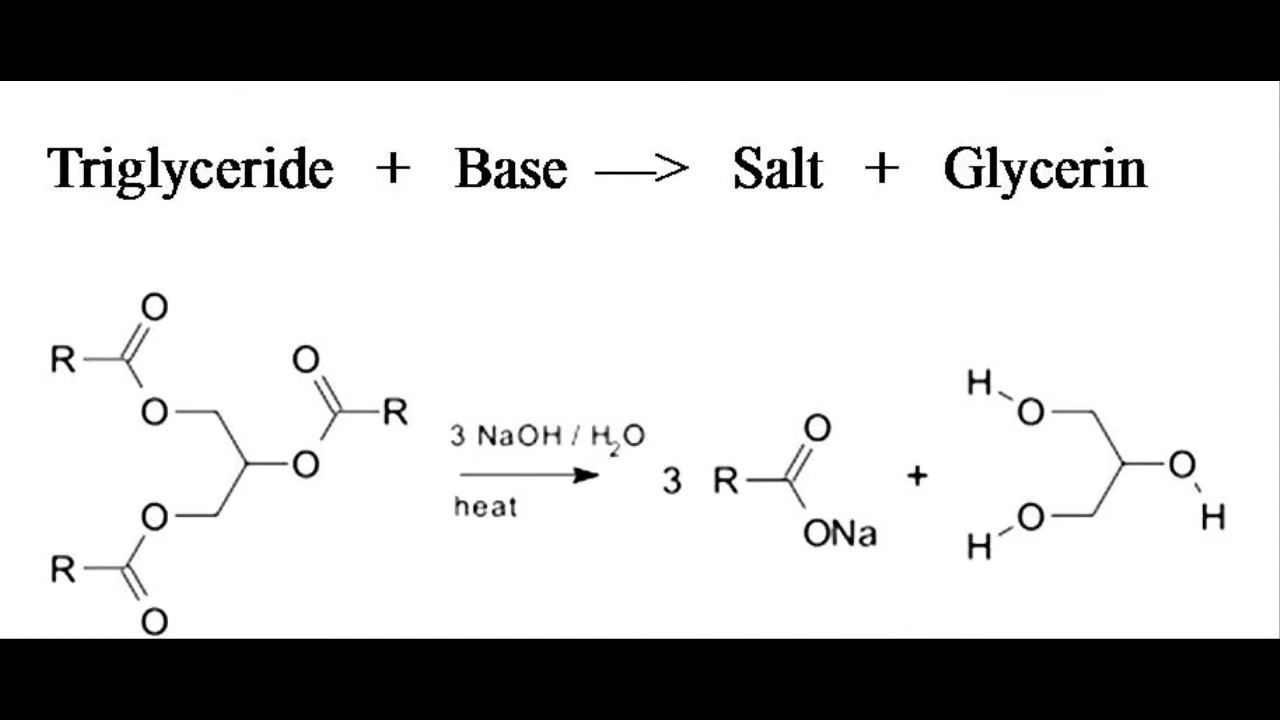 Triglyceride + Base —> Salt + Glycerin
O
R
O
O
R
O
O
R
O
3 NaOH / H₂O
heat
3 R
O
ONa
+
H
O
O
H
O
H